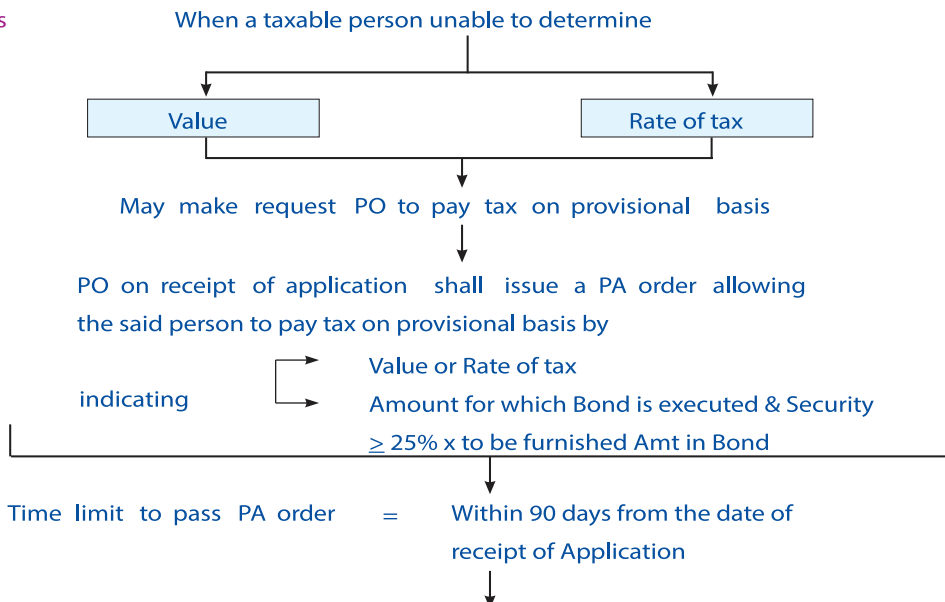 When a taxable person unable to determine
Value
Rate of tax
May make request PO to pay tax on provisional basis
PO on receipt of application shall issue a PA order allowing
the said person to pay tax on provisional basis by
Value or Rate of tax
indicating
Amount for which Bond is executed & Security
≥ 25% x to be furnished Amt in Bond
Time limit to pass PA order = Within 90 days from the date of
receipt of Application